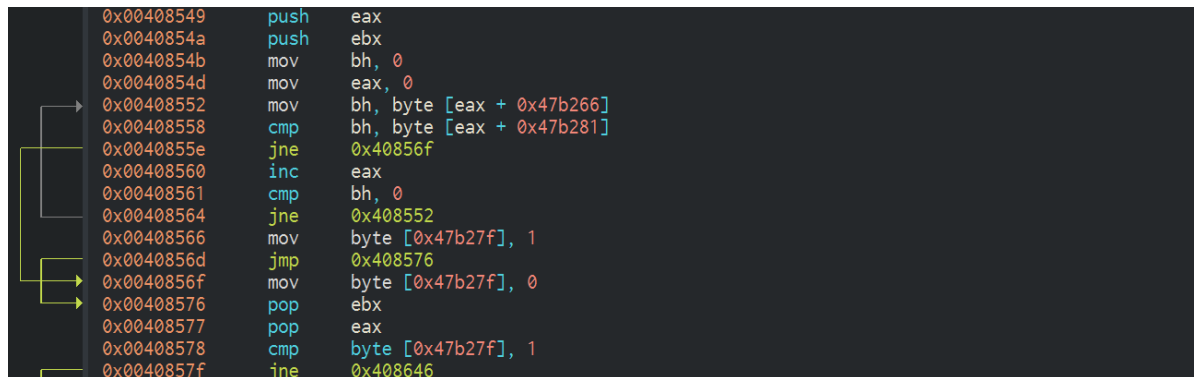 0x00408549 push eax
0x0040854a push ebx
0x0040854b mov bh, 0
0x0040854d mov eax, 0
0x00408552 mov bh, byte [eax + 0x47b266]
0x00408558 cmp bh, byte [eax + 0x47b281]
0x0040855e jne 0x40856f
0x00408560 inc eax
0x00408561 cmp bh, 0
0x00408564 jne 0x408552
0x00408566 mov byte [0x47b27f], 1
0x0040856d jmp 0x408576
0x0040856f mov byte [0x47b27f], 0
0x00408576 pop ebx
0x00408577 pop eax
0x00408578 cmp byte [0x47b27f], 1
0x0040857f jne 0x408646